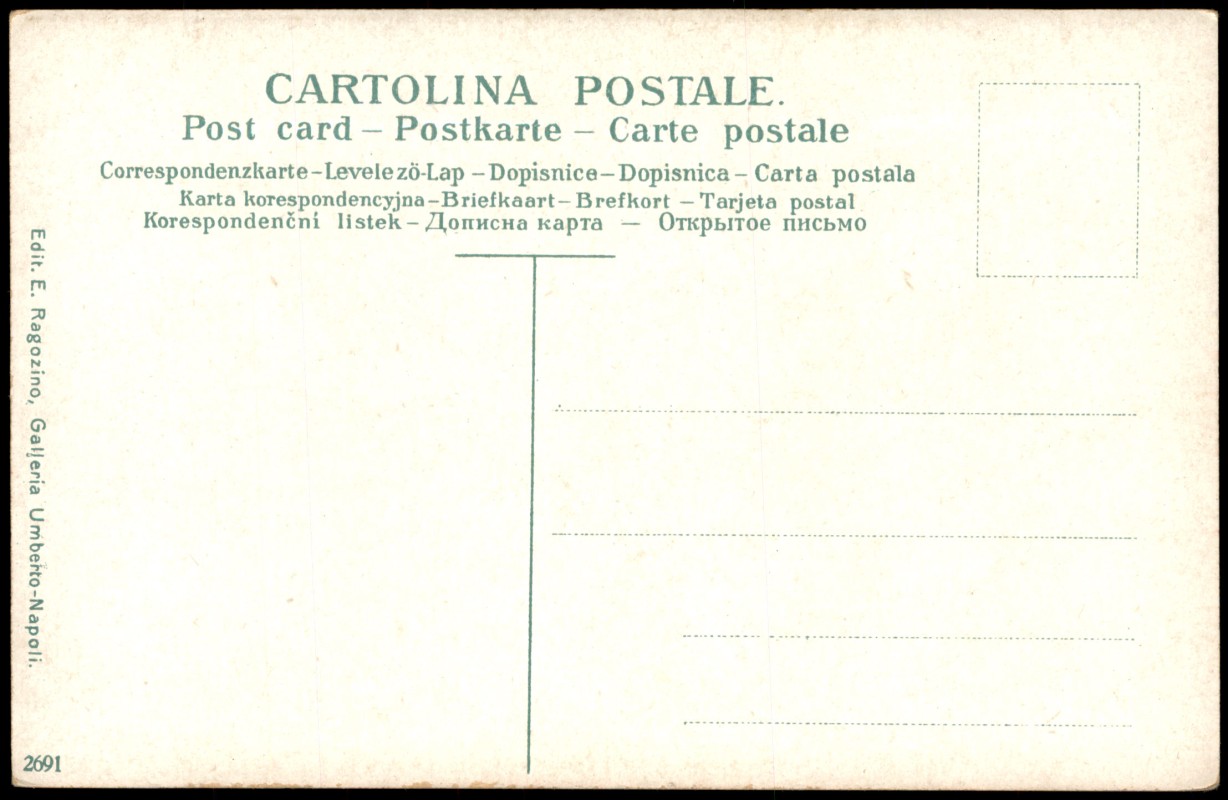 CARTOLINA POSTALE.
Post card – Postkarte – Carte postale
Correspondenzkarte–Levelező-Lap – Dopisnice – Dopisnica – Carta postala
Karta korespondencyjna – Briefkaart – Brefkort – Tarjeta postal
Korespondenční listek – Дописна карта — Открытое письмо
Edit. E. Ragozino, Galleria Umberto-Napoli.
2691